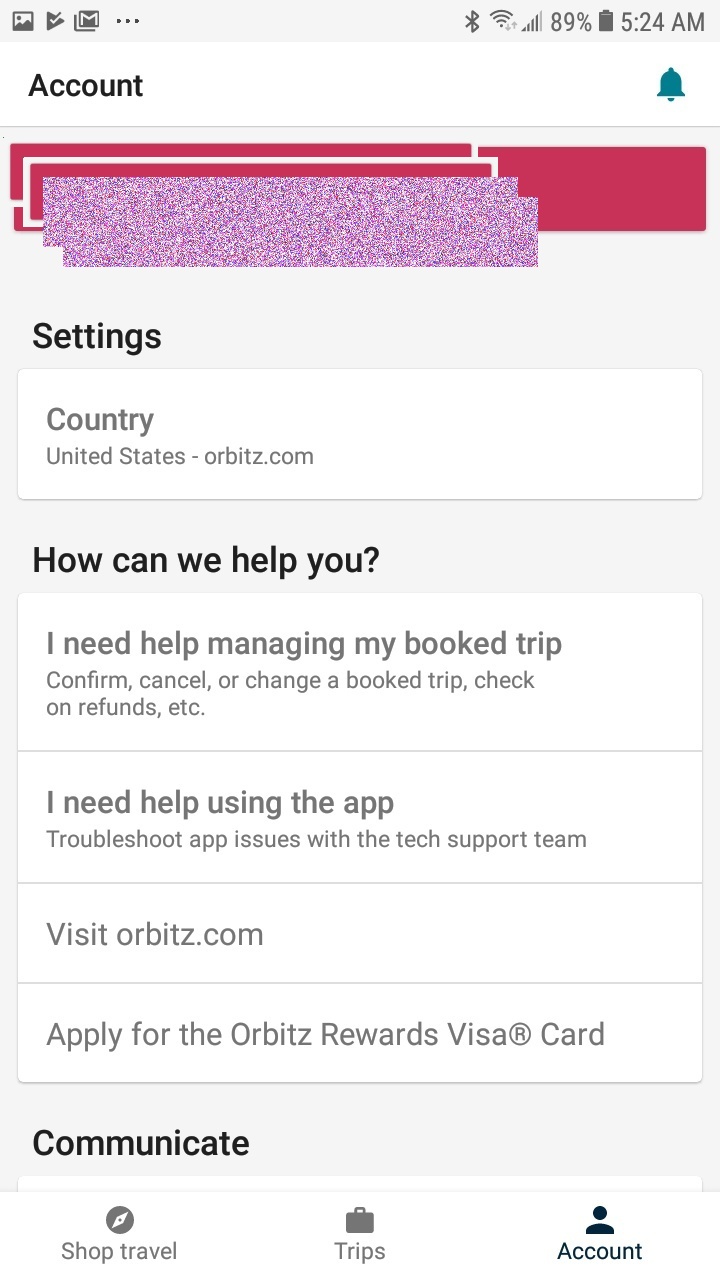 89% 5:24 AM
Account
Settings
Country
United States - orbitz.com
How can we help you?
I need help managing my booked trip
Confirm, cancel, or change a booked trip, check
on refunds, etc.
I need help using the app
Troubleshoot app issues with the tech support team
Visit orbitz.com
Apply for the Orbitz Rewards Visa® Card
Communicate
Shop travel Trips Account